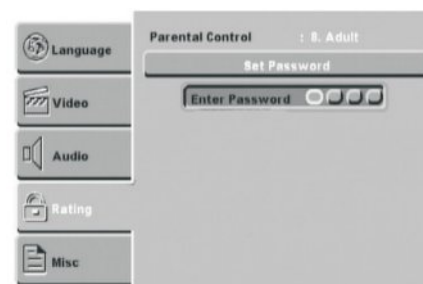 Language
Video
Audio
Rating
Misc
Parental Control : 8. Adult
Set Password
Enter Password